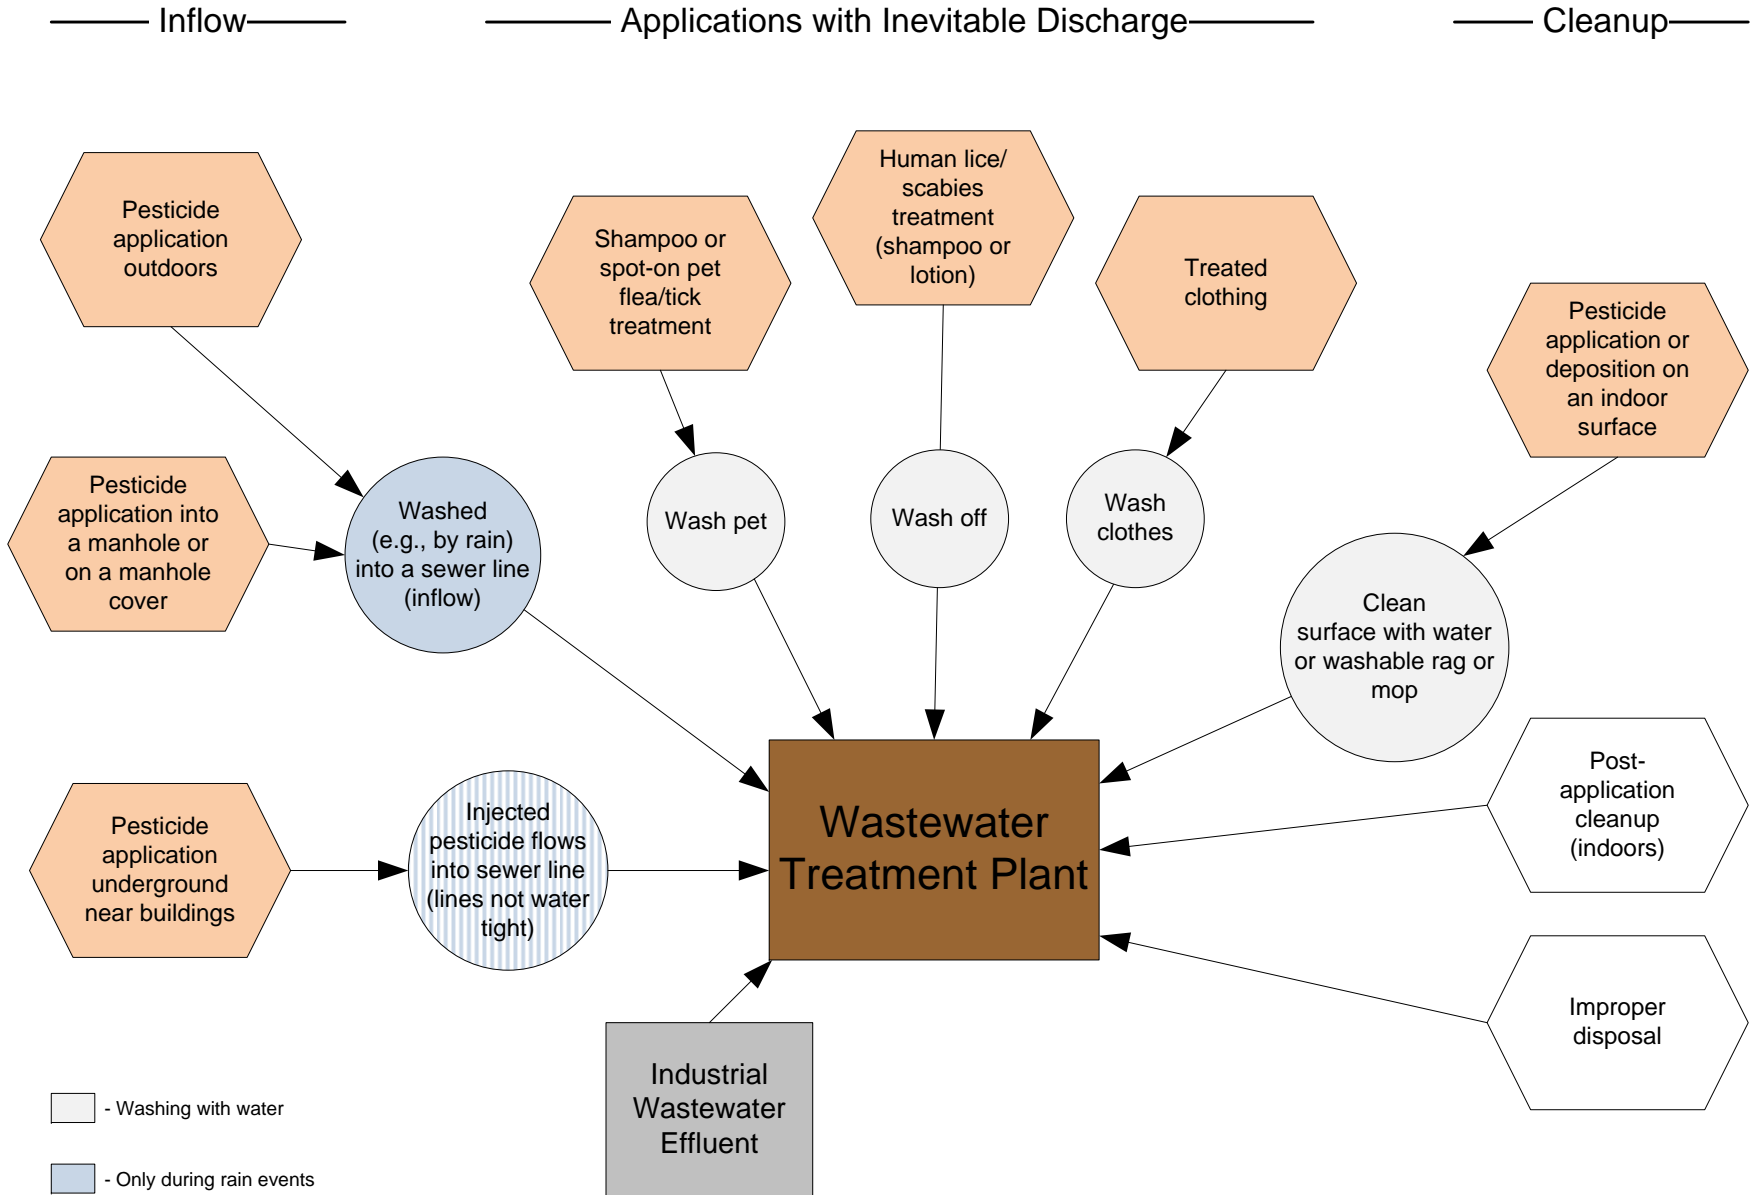 Inflow
Applications with Inevitable Discharge
Cleanup
Pesticide
application
outdoors
Shampoo or
spot-on pet
flea/tick
treatment
Human lice/
scabies
treatment
(shampoo or
lotion)
Treated
clothing
Pesticide
application or
deposition on
an indoor
surface
Pesticide
application into
a manhole or
on a manhole
cover
Washed
(e.g., by rain)
into a sewer line
(inflow)
Wash pet
Wash off
Wash
clothes
Clean
surface with water
or washable rag or
mop
Pesticide
application
underground
near buildings
Injected
pesticide flows
into sewer line
(lines not water
tight)
Wastewater
Treatment Plant
Post-
application
cleanup
(indoors)
Improper
disposal
Industrial
Wastewater
Effluent
- Washing with water
- Only during rain events